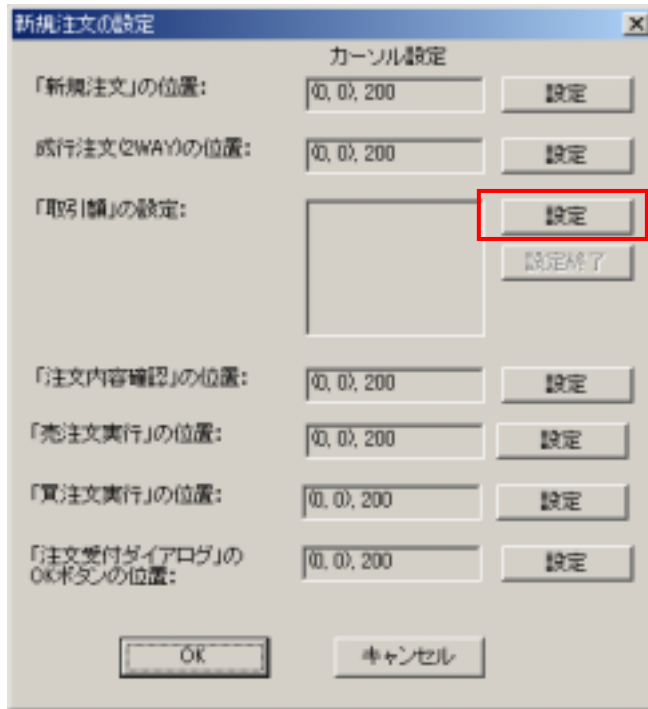 新規注文の設定
カーソル設定
「新規注文」の位置: (0, 0), 200 設定
成行注文(2WAY)の位置: (0, 0), 200 設定
「取引額」の設定: 設定
設定終了
「注文内容確認」の位置: (0, 0), 200 設定
「売注文実行」の位置: (0, 0), 200 設定
「買注文実行」の位置: (0, 0), 200 設定
「注文受付ダイアログ」の
OKボタンの位置: (0, 0), 200 設定
OK キャンセル